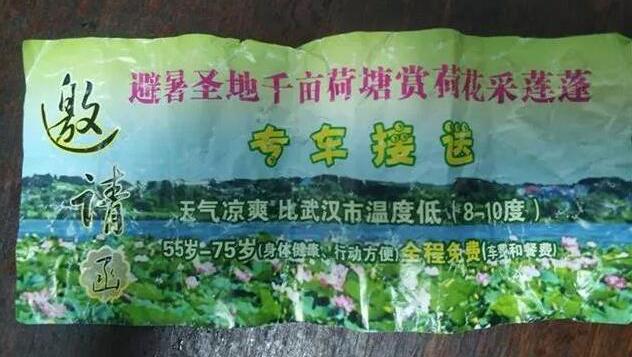 邀请函
避暑圣地千亩荷塘赏荷花采莲蓬
专车接送
天气凉爽 比武汉市温度低(8-10度)
55岁-75岁(身体健康、行动方便)全程免费(车费和餐费)